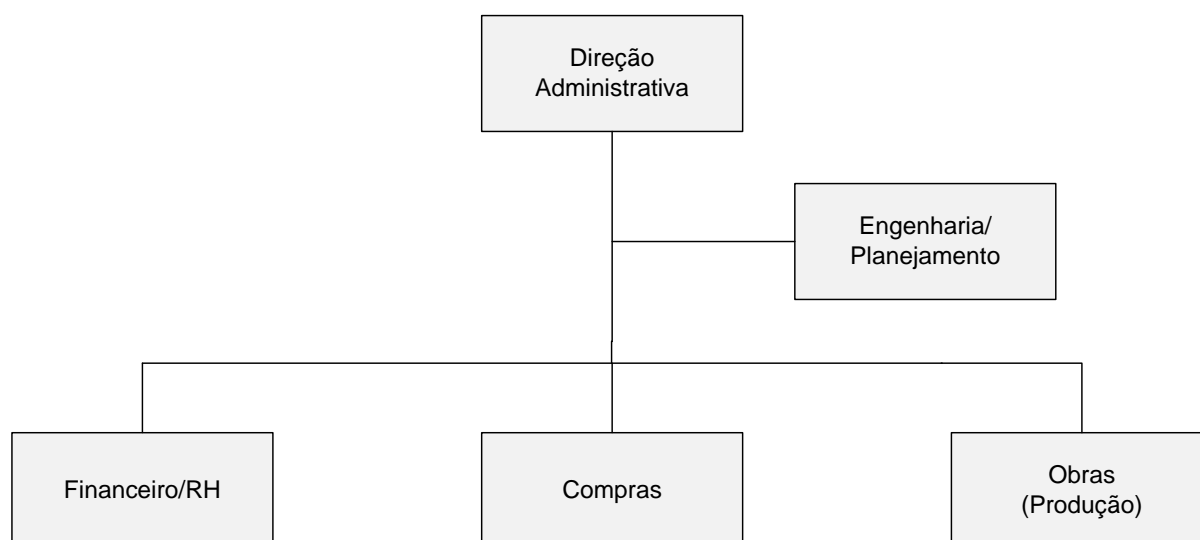 Direção
Administrativa
Engenharia/
Planejamento
Financeiro/RH
Compras
Obras
(Produção)